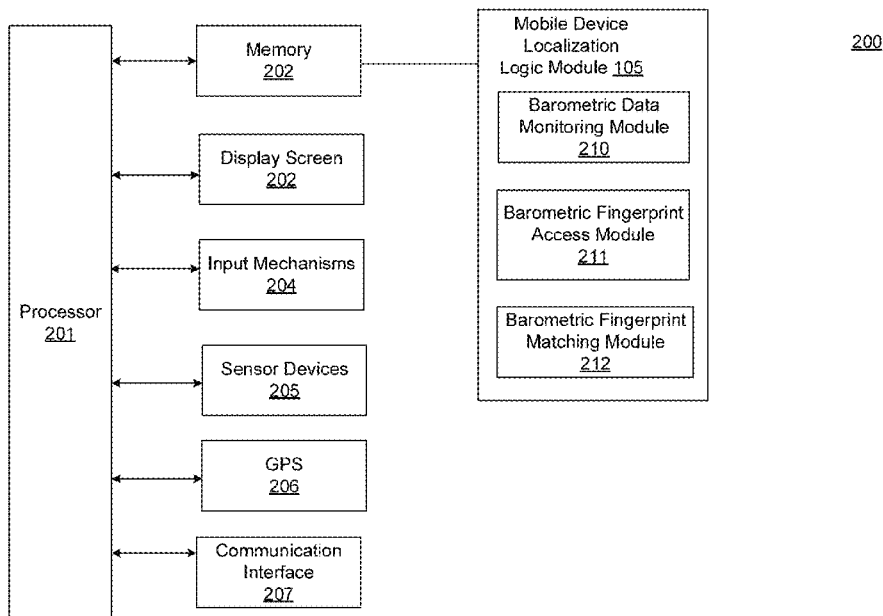 200
Processor
201
Memory
202
Display Screen
202
Input Mechanisms
204
Sensor Devices
205
GPS
206
Communication
Interface
207
Mobile Device
Localization
Logic Module 105
Barometric Data
Monitoring Module
210
Barometric Fingerprint
Access Module
211
Barometric Fingerprint
Matching Module
212